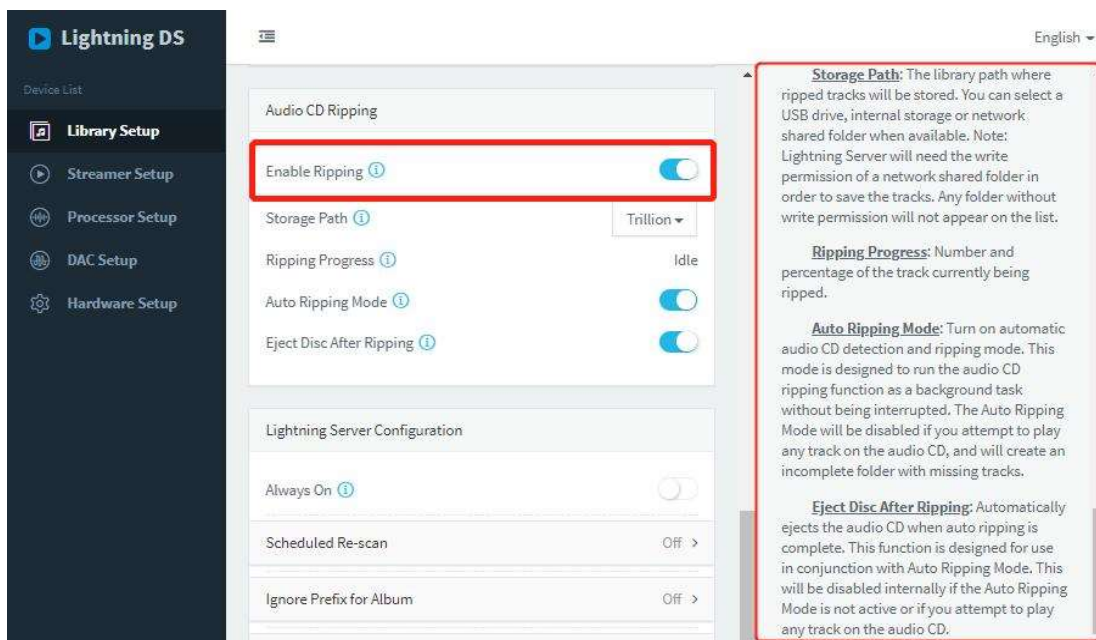 Lightning DS
English
Device List
Library Setup
Streamer Setup
Processor Setup
DAC Setup
Hardware Setup
Audio CD Ripping
Enable Ripping
Storage Path
Trillion
Ripping Progress
Idle
Auto Ripping Mode
Eject Disc After Ripping
Lightning Server Configuration
Always On
Scheduled Re-scan
Off >
Ignore Prefix for Album
Off >
Storage Path: The library path where
ripped tracks will be stored. You can select a
USB drive, internal storage or network
shared folder when available. Note:
Lightning Server will need the write
permission of a network shared folder in
order to save the tracks. Any folder without
write permission will not appear on the list.
Ripping Progress: Number and
percentage of the track currently being
ripped.
Auto Ripping Mode: Turn on automatic
audio CD detection and ripping mode. This
mode is designed to run the audio CD
ripping function as a background task
without being interrupted. The Auto Ripping
Mode will be disabled if you attempt to play
any track on the audio CD, and will create an
incomplete folder with missing tracks.
Eject Disc After Ripping: Automatically
ejects the audio CD when auto ripping is
complete. This function is designed for use
in conjunction with Auto Ripping Mode. This
will be disabled internally if the Auto Ripping
Mode is not active or if you attempt to play
any track on the audio CD.